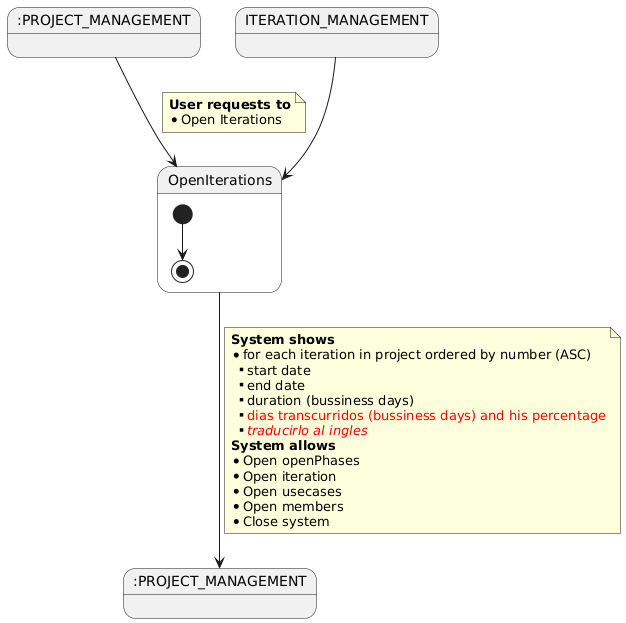 :PROJECT_MANAGEMENT
ITERATION_MANAGEMENT
User requests to
Open Iterations
OpenIterations
System shows
for each iteration in project ordered by number (ASC)
start date
end date
duration (bussiness days)
dias transcurridos (bussiness days) and his percentage
traducirlo al ingles
System allows
Open openPhases
Open iteration
Open usecases
Open members
Close system
:PROJECT_MANAGEMENT